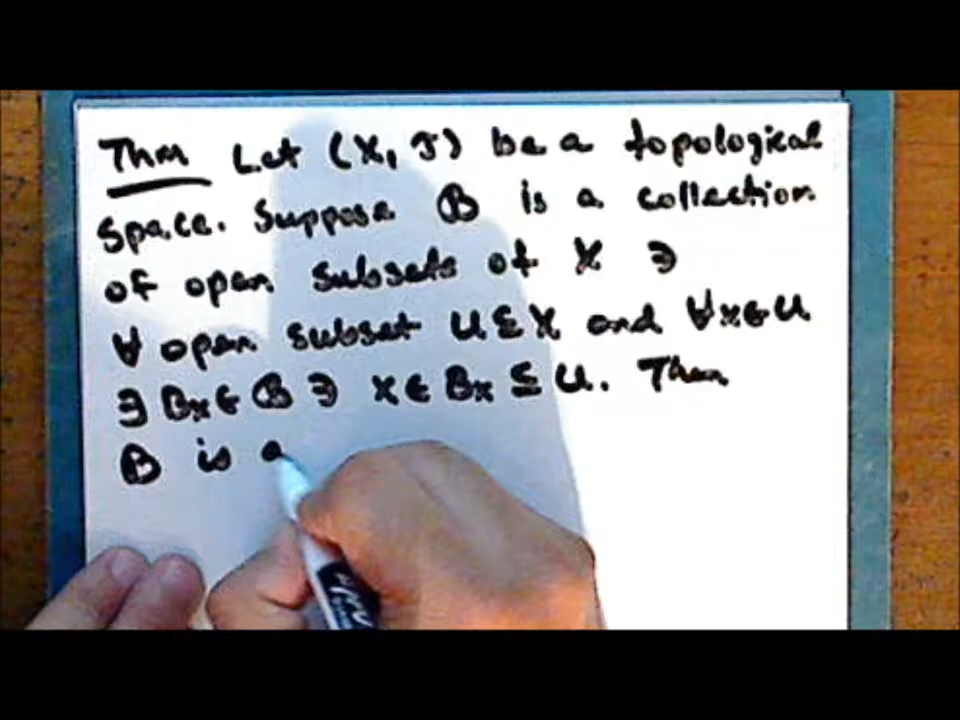 Thm Let (X, 𝒯) be a topological
Space. Suppose ℬ is a collection
of open subsets of X ∋
∀ open subset U ⊆ X and ∀x∈U
∃ Bx ∈ ℬ ∋ x ∈ Bx ⊆ U. Then
ℬ is a